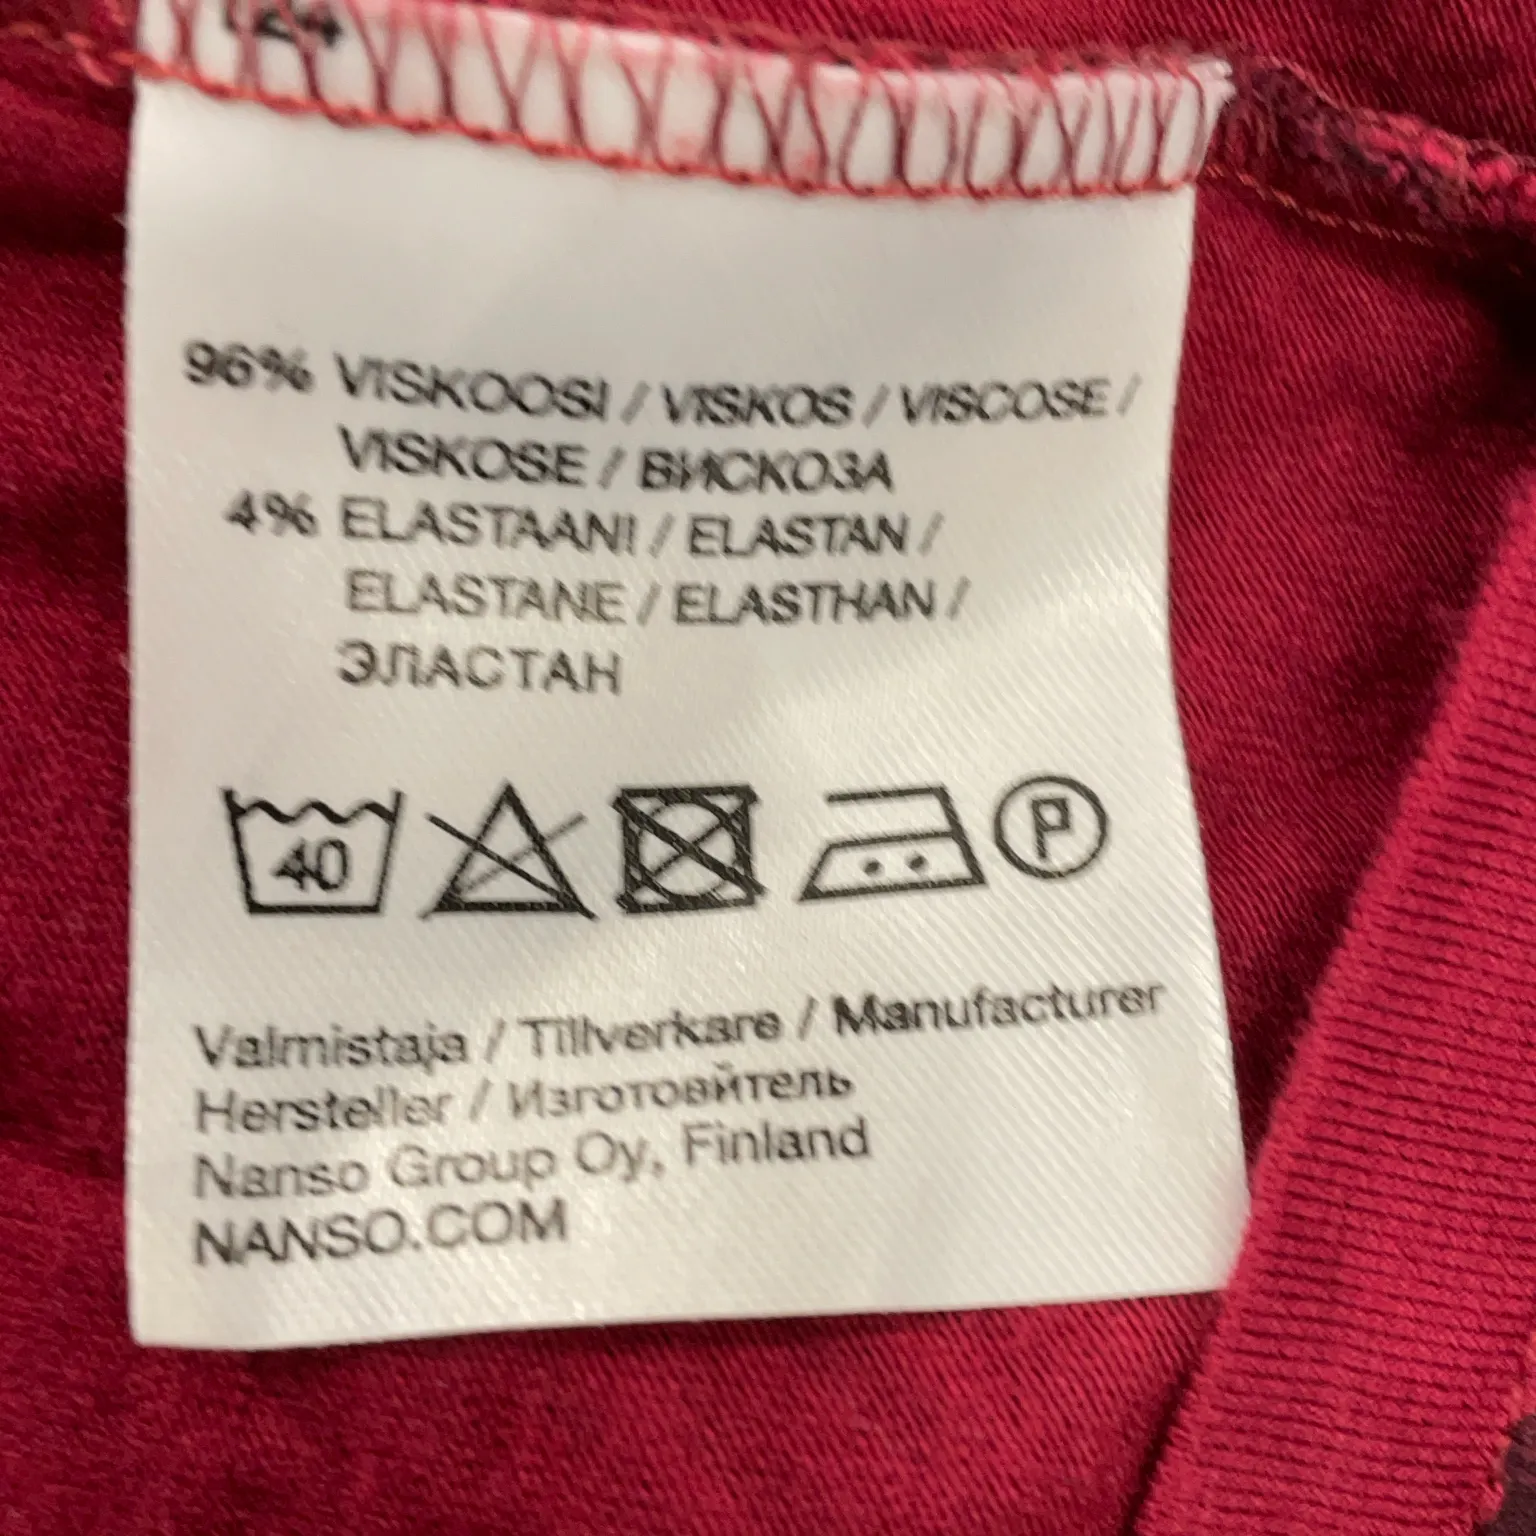 96% VISKOOSI / VISKOS / VISCOSE /
VISKOSE / ВИСКОЗА
4% ELASTAANI / ELASTAN /
ELASTANE / ELASTHAN /
ЭЛАСТАН
40 P
Valmistaja / Tillverkare / Manufacturer
Hersteller / Изготовйтель
Nanso Group Oy, Finland
NANSO.COM